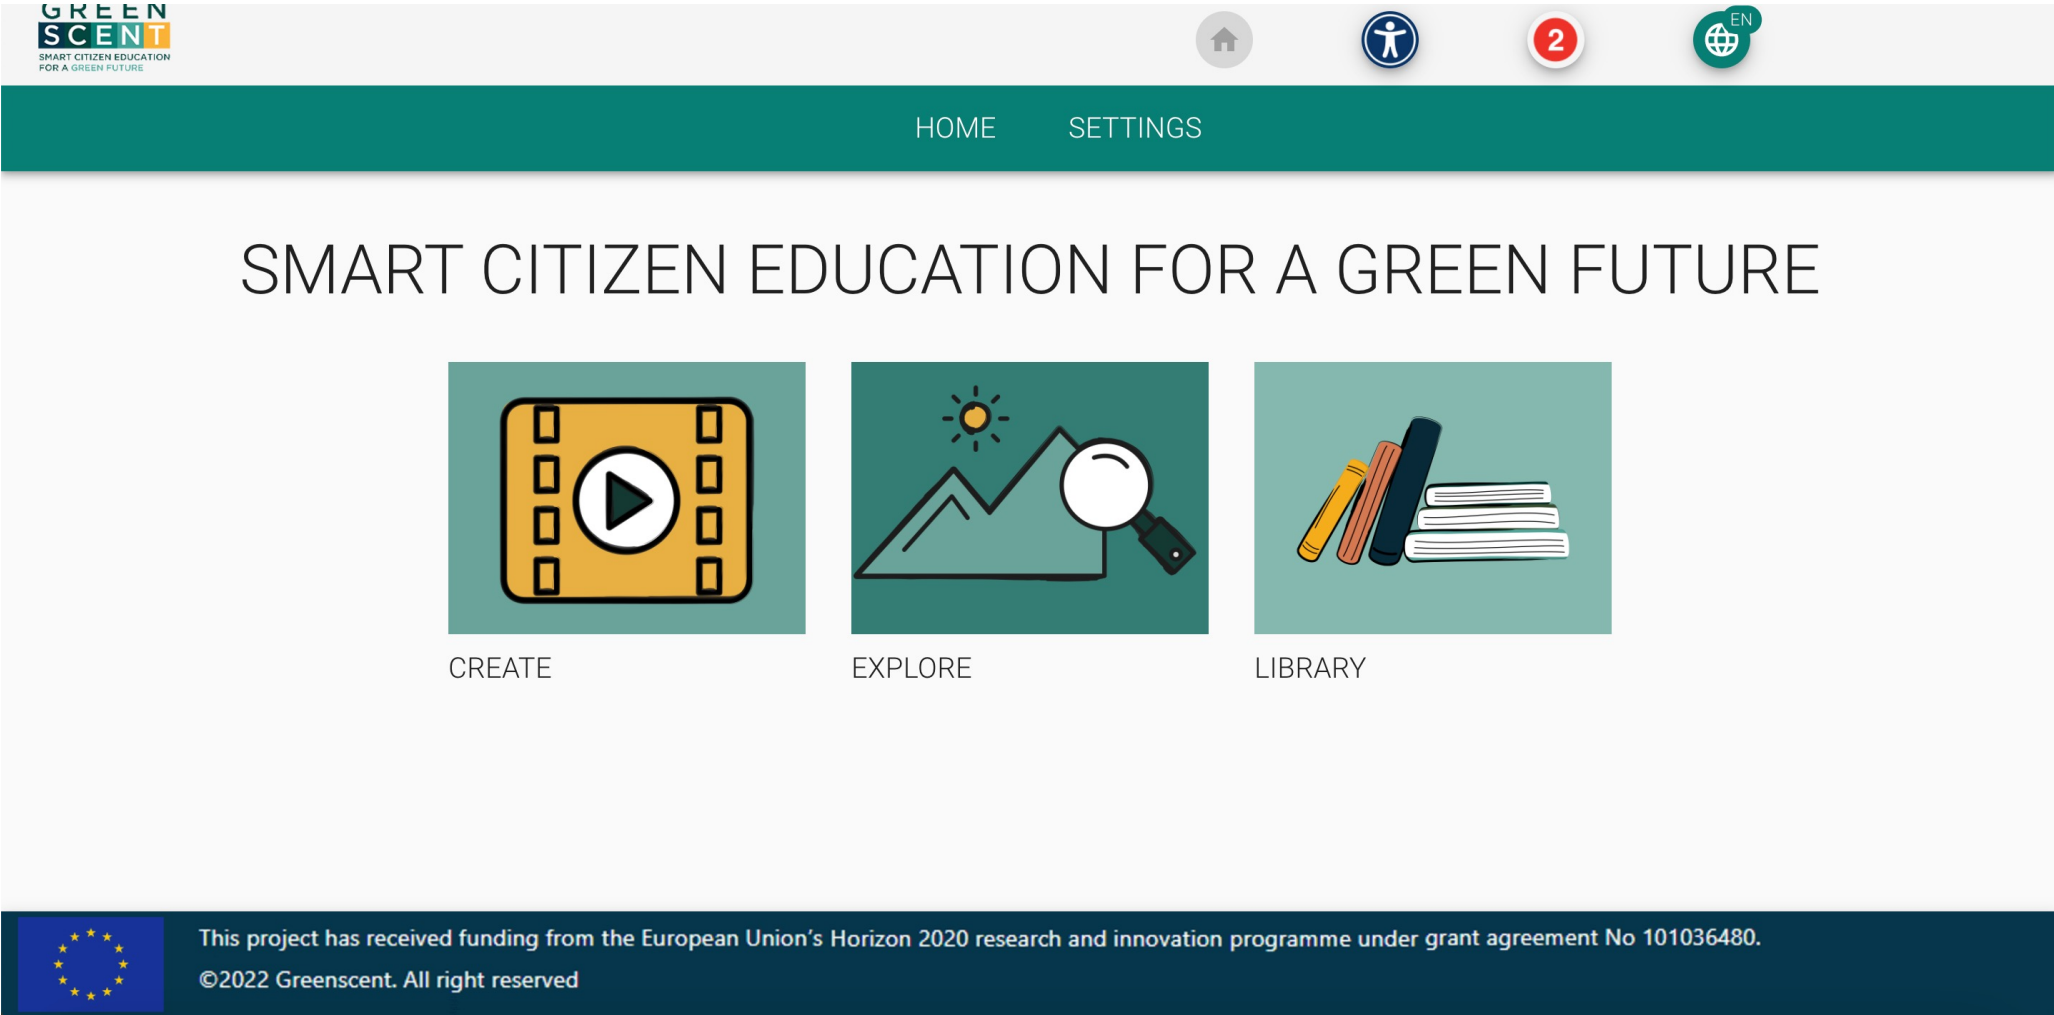 GREEN
SCENT
SMART CITIZEN EDUCATION
FOR A GREEN FUTURE
2
EN
HOME
SETTINGS
SMART CITIZEN EDUCATION FOR A GREEN FUTURE
CREATE
EXPLORE
LIBRARY
This project has received funding from the European Union’s Horizon 2020 research and innovation programme under grant agreement No 101036480.
©2022 Greenscent. All right reserved